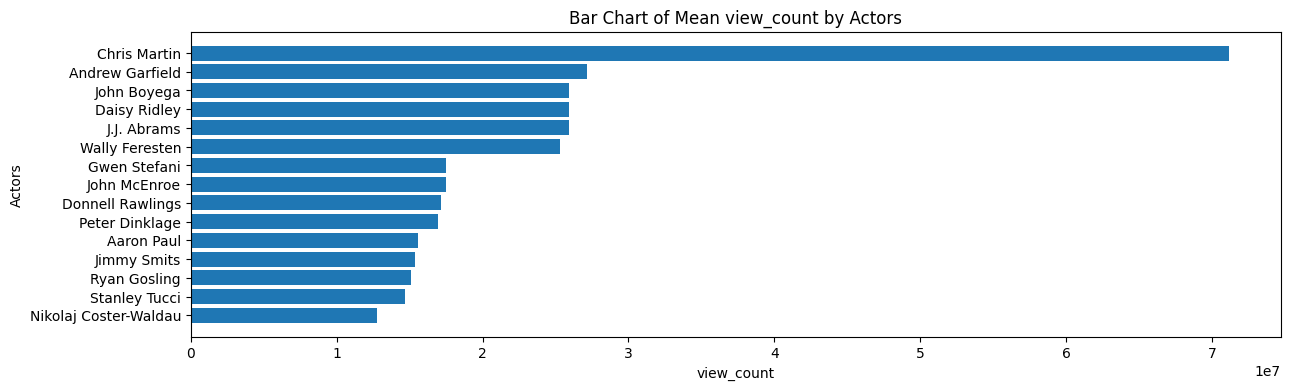 Bar Chart of Mean view_count by Actors
Actors
Chris Martin
Andrew Garfield
John Boyega
Daisy Ridley
J.J. Abrams
Wally Feresten
Gwen Stefani
John McEnroe
Donnell Rawlings
Peter Dinklage
Aaron Paul
Jimmy Smits
Ryan Gosling
Stanley Tucci
Nikolaj Coster-Waldau
0 1 2 3 4 5 6 7
1e7
view_count